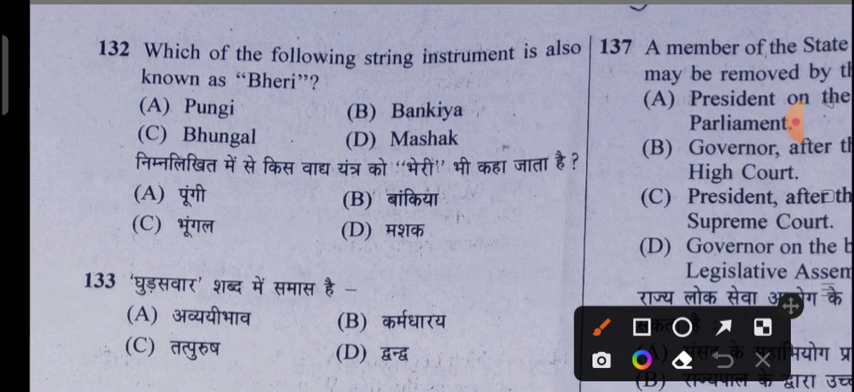 132 Which of the following string instrument is also
known as “Bheri”?
(A) Pungi (B) Bankiya
(C) Bhungal (D) Mashak
निम्नलिखित में से किस वाद्य यंत्र को ‘‘भेरी’’ भी कहा जाता है ?
(A) पूंगी (B) बांकिया
(C) भूंगल (D) मशक
133 ‘घुड़सवार’ शब्द में समास है –
(A) अव्ययीभाव (B) कर्मधारय
(C) तत्पुरुष (D) द्वन्द्व
137 A member of the State
may be removed by
(A) President on the
Parliament.
(B) Governor, after
High Court.
(C) President, after
Supreme Court.
(D) Governor on the
Legislative
राज्य लोक सेवा के
(A)
(B) राज्यपाल के द्वारा